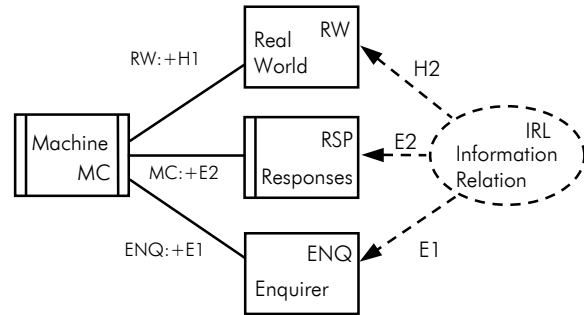 RW
Real
World
RW:+H1
H2
Machine
MC
MC:+E2
RSP
Responses
E2
IRL
Information
Relation
ENQ:+E1
ENQ
Enquirer
E1